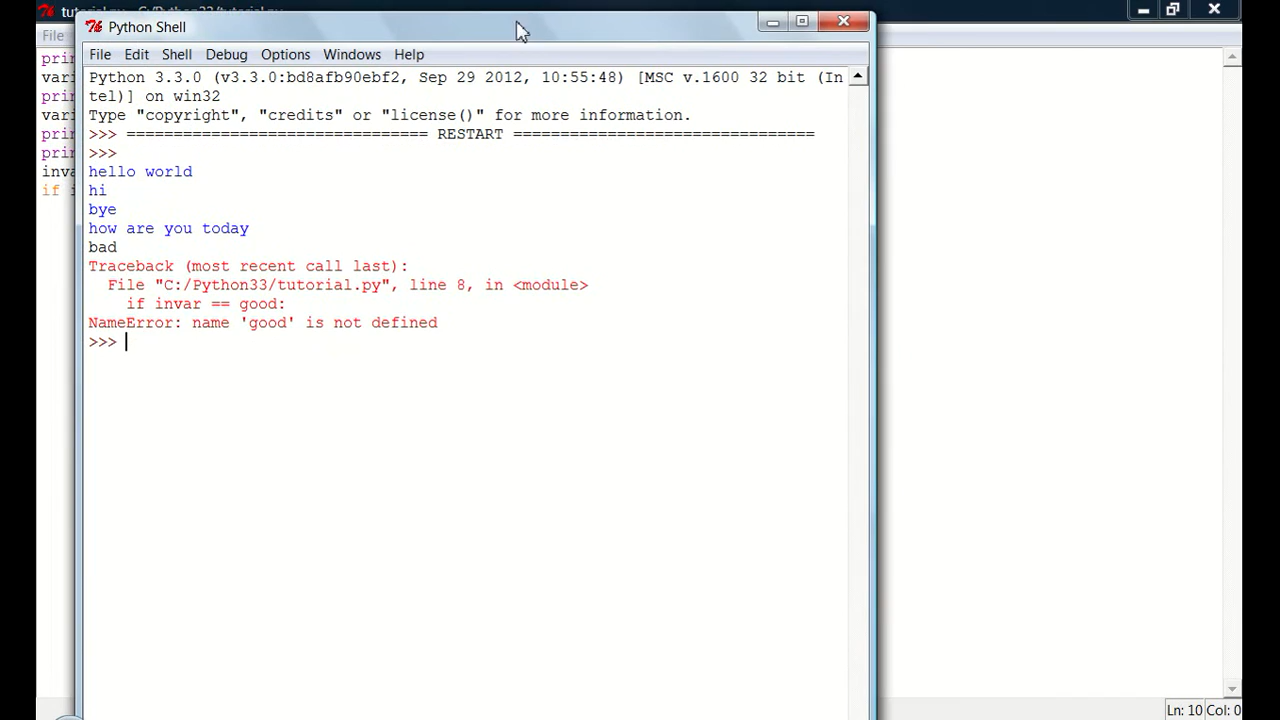 Python Shell
File Edit Shell Debug Options Windows Help
Python 3.3.0 (v3.3.0:bd8afb90ebf2, Sep 29 2012, 10:55:48) [MSC v.1600 32 bit (In
tel)] on win32
Type "copyright", "credits" or "license()" for more information.
>>> ================================ RESTART ================================
>>>
hello world
hi
bye
how are you today
bad
Traceback (most recent call last):
  File "C:/Python33/tutorial.py", line 8, in <module>
    if invar == good:
NameError: name 'good' is not defined
>>>
File
if
Ln: 10 Col: 0